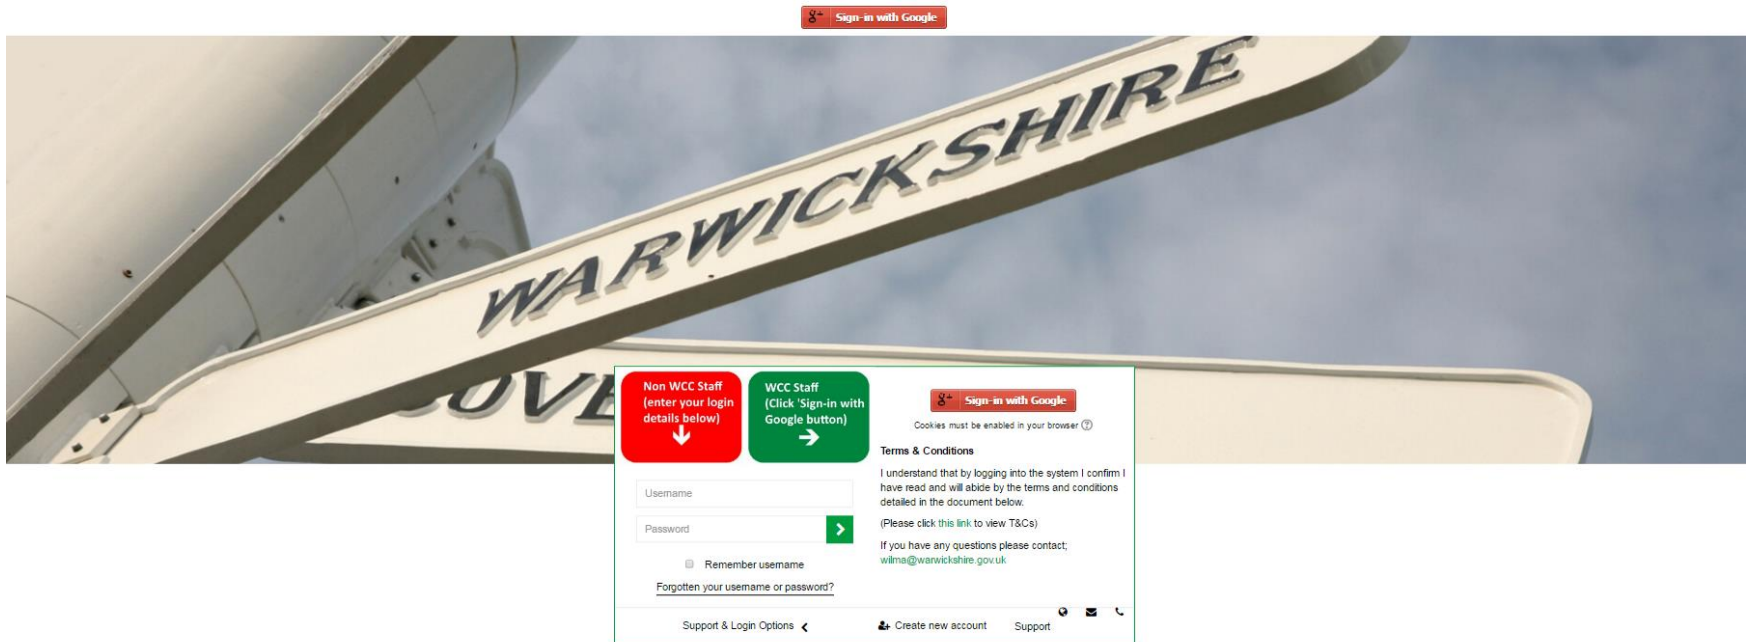 g+ Sign-in with Google
WARWICKSHIRE
OVE
Non WCC Staff
(enter your login
details below)
WCC Staff
(Click 'Sign-in with
Google button)
g+ Sign-in with Google
Cookies must be enabled in your browser ?
Terms & Conditions
I understand that by logging into the system I confirm I
have read and will abide by the terms and conditions
detailed in the document below.
(Please click this link to view T&Cs)
If you have any questions please contact;
wilma@warwickshire.gov.uk
Username
Password
Remember username
Forgotten your username or password?
Support & Login Options
Create new account
Support